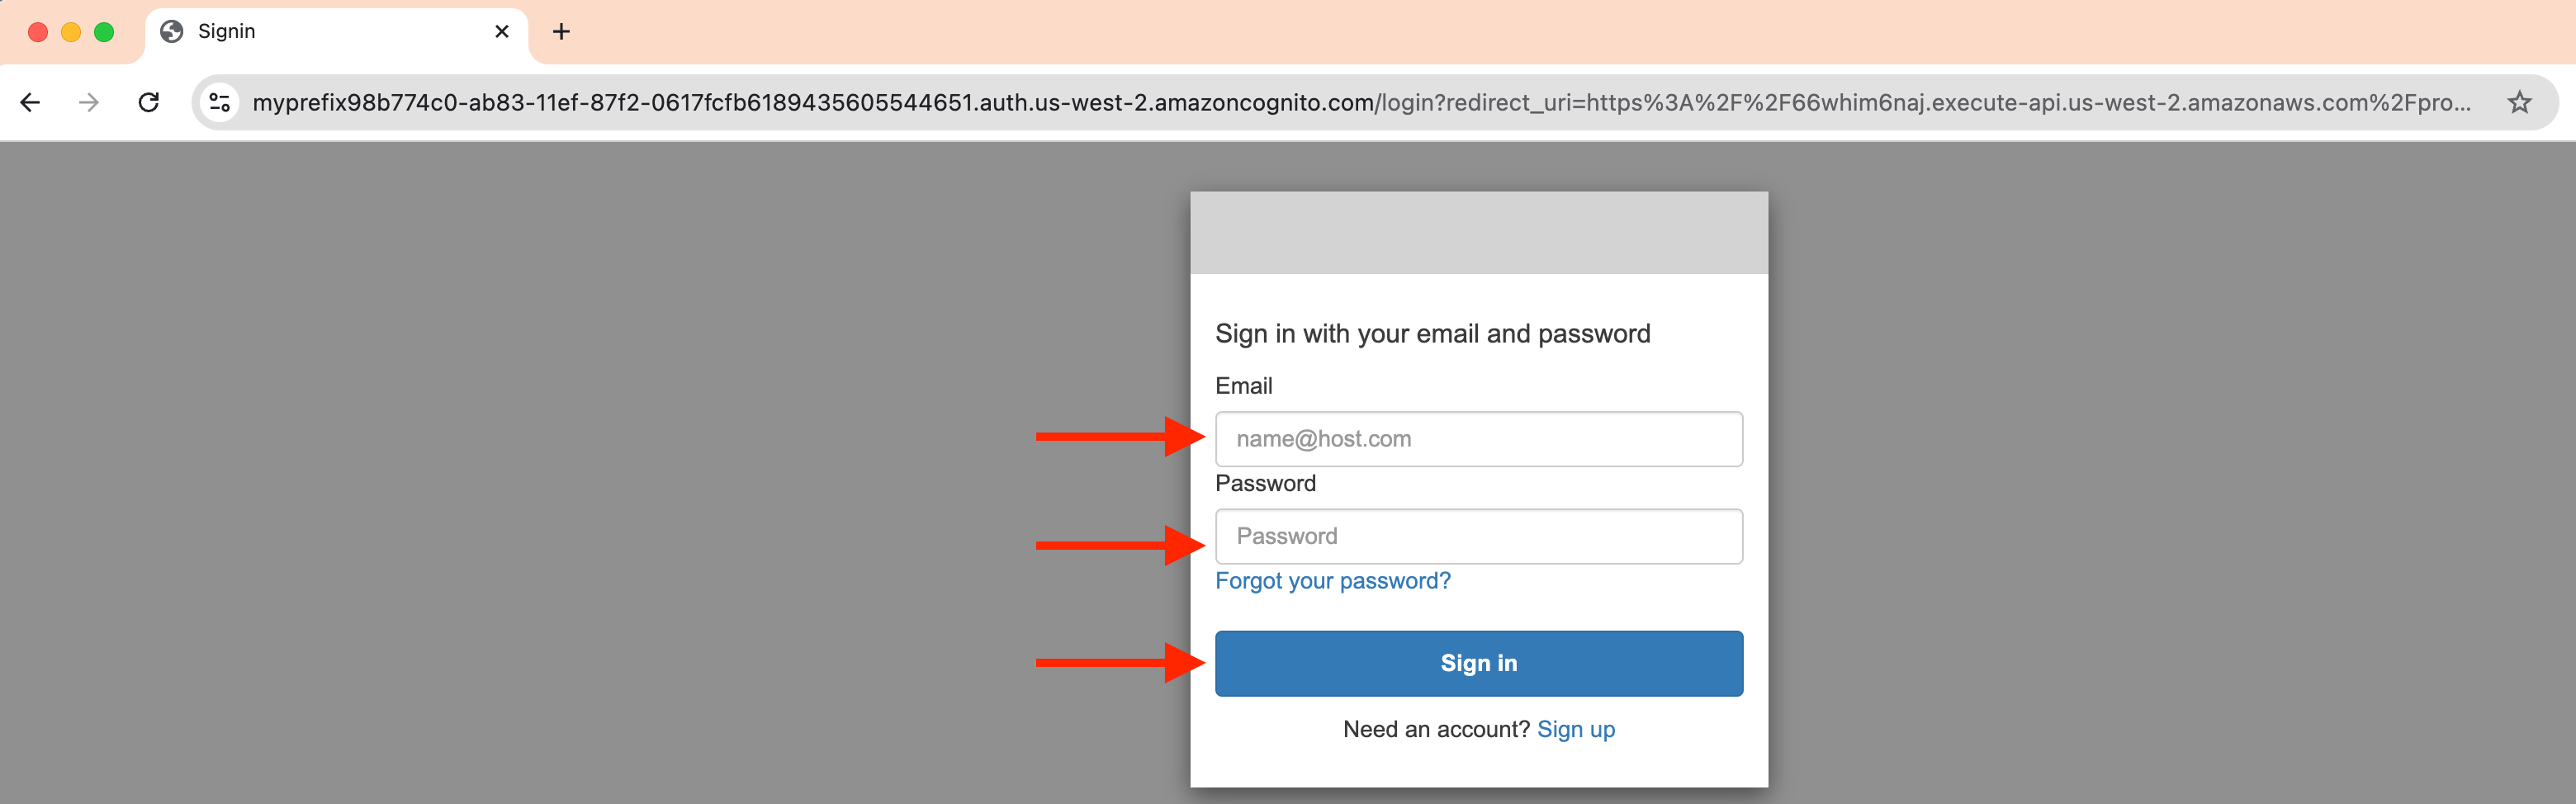 Signin
myprefix98b774c0-ab83-11ef-87f2-0617fcfb6189435605544651.auth.us-west-2.amazoncognito.com/login?redirect_uri=https%3A%2F%2F66whim6naj.execute-api.us-west-2.amazonaws.com%2Fpro...
Sign in with your email and password
Email
name@host.com
Password
Password
Forgot your password?
Sign in
Need an account? Sign up